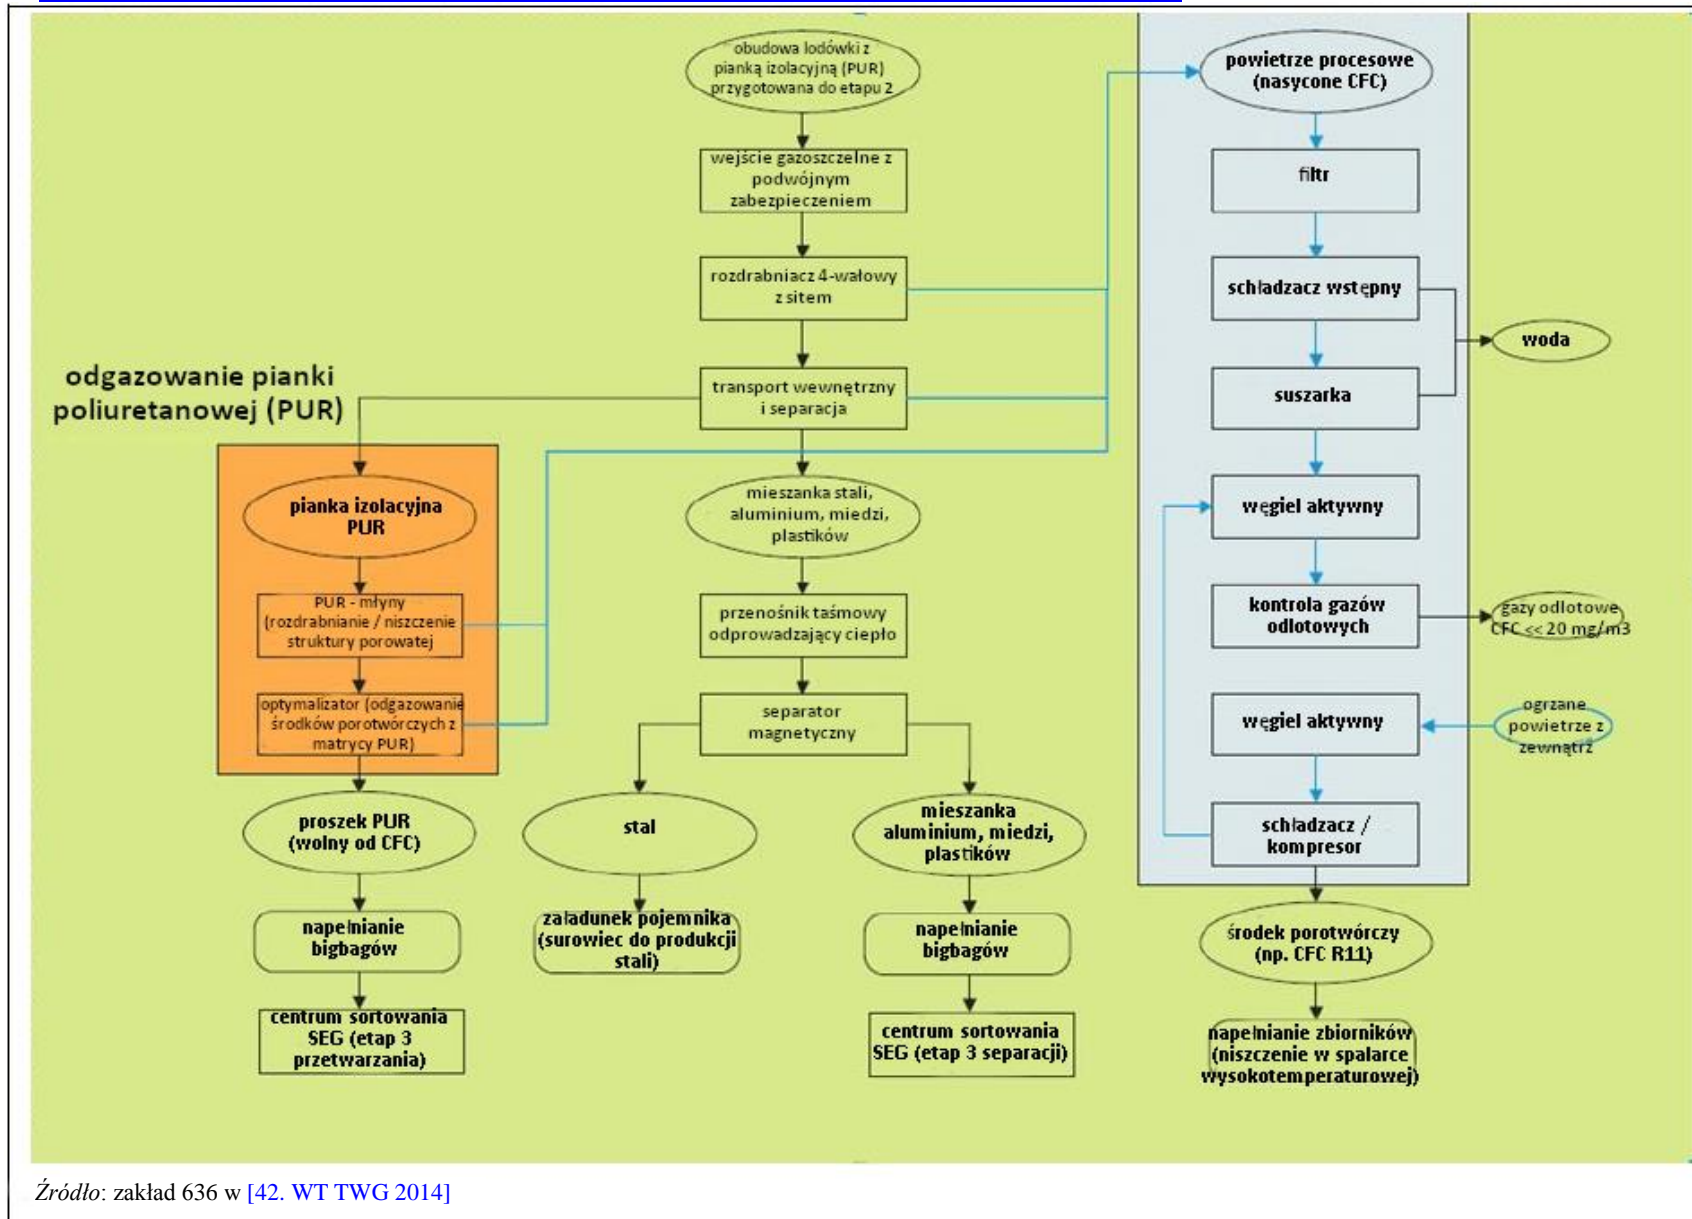 obudowa lodówki z
pianką izolacyjną (PUR)
przygotowana do etapu 2
wejście gazoszczelne z
podwójnym
zabezpieczeniem
rozdrabniacz 4-wałowy
z sitem
transport wewnętrzny
i separacja
odgazowanie pianki
poliuretanowej (PUR)
pianka izolacyjna
PUR
PUR - młyny
(rozdrabnianie / niszczenie
struktury porowatej
optymalizator (odgazowanie
środków porotwórczych z
matrycy PUR)
proszek PUR
(wolny od CFC)
napełnianie
bigbagów
centrum sortowania
SEG (etap 3
przetwarzania)
mieszanka stali,
aluminium, miedzi,
plastików
przenośnik taśmowy
odprowadzający ciepło
separator
magnetyczny
stal
załadunek pojemnika
(surowiec do produkcji
stali)
mieszanka
aluminium, miedzi,
plastików
napełnianie
bigbagów
centrum sortowania
SEG (etap 3 separacji)
powietrze procesowe
(nasycone CFC)
filtr
schładzacz wstępny
suszarka
woda
węgiel aktywny
kontrola gazów
odlotowych
gazy odlotowe
CFC << 20 mg/m3
węgiel aktywny
ogrzane
powietrze z
zewnątrz
schładzacz /
kompresor
środek porotwórczy
(np. CFC R11)
napełnianie zbiorników
(niszczenie w spalarce
wysokotemperaturowej)
Źródło: zakład 636 w [42. WT TWG 2014]